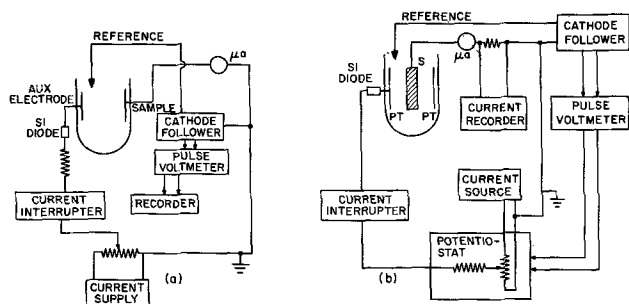 REFERENCE
μa
AUX
ELECTRODE
SAMPLE
SI
DIODE
CATHODE
FOLLOWER
PULSE
VOLTMETER
RECORDER
CURRENT
INTERRUPTER
CURRENT
SUPPLY
(a)
REFERENCE
CATHODE
FOLLOWER
SI
DIODE
S
μa
PT
PT
CURRENT
RECORDER
PULSE
VOLTMETER
CURRENT
SOURCE
CURRENT
INTERRUPTER
POTENTIO-
STAT
(b)